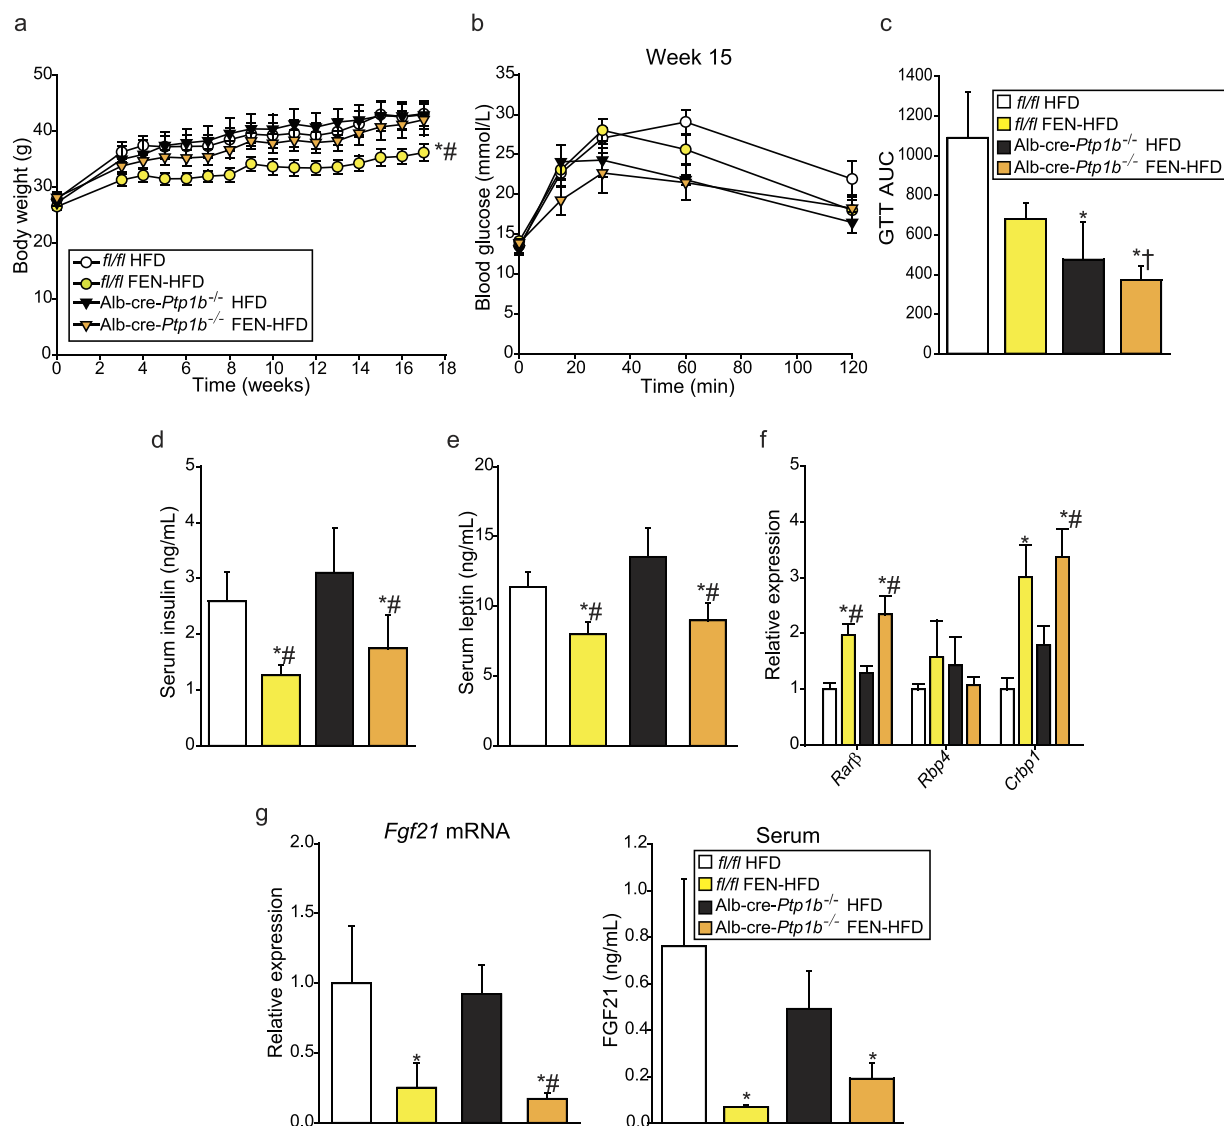 a
Body weight (g)
50
40
30
20
10
0
fl/fl HFD
fl/fl FEN-HFD
Alb-cre-Ptp1b-/- HFD
Alb-cre-Ptp1b-/- FEN-HFD
*#
0 2 4 6 8 10 12 14 16 18
Time (weeks)
b
Week 15
Blood glucose (mmol/L)
35
30
25
20
15
10
5
0
0 20 40 60 80 100 120
Time (min)
c
GTT AUC
1400
1200
1000
800
600
400
200
0
fl/fl HFD
fl/fl FEN-HFD
Alb-cre-Ptp1b-/- HFD
Alb-cre-Ptp1b-/- FEN-HFD
*
*†
d
Serum insulin (ng/mL)
5
4
3
2
1
0
*#
*#
e
Serum leptin (ng/mL)
20
15
10
5
0
*#
*#
f
Relative expression
5
4
3
2
1
0
*#
*#
*
*#
Rarβ
Rbp4
Crbp1
g
Fgf21 mRNA
Relative expression
2.0
1.5
1.0
0.5
0.0
*
*#
Serum
FGF21 (ng/mL)
1.2
1.0
0.8
0.6
0.4
0.2
0.0
fl/fl HFD
fl/fl FEN-HFD
Alb-cre-Ptp1b-/- HFD
Alb-cre-Ptp1b-/- FEN-HFD
*
*